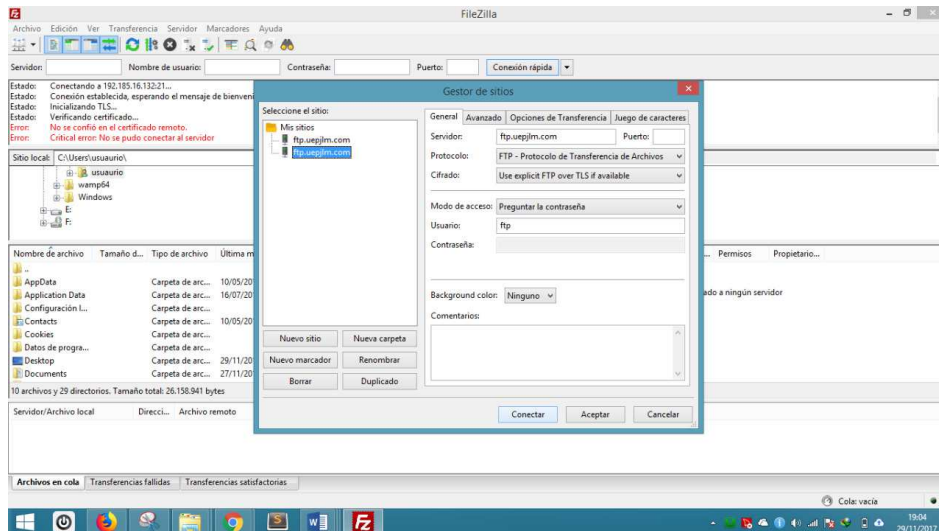 FileZilla
Archivo Edición Ver Transferencia Servidor Marcadores Ayuda
Servidor: Nombre de usuario: Contraseña: Puerto: Conexión rápida
Estado: Conectando a 192.185.16.132:21...
Estado: Conexión establecida, esperando el mensaje de bienveni
Estado: Inicializando TLS...
Estado: Verificando certificado...
Error: No se confió en el certificado remoto.
Error: Critical error: No se pudo conectar al servidor
Sitio local: C:\Users\usuaurio\
usuaurio
wamp64
Windows
E:
F:
Nombre de archivo Tamaño d... Tipo de archivo Última m
..
AppData Carpeta de arc... 10/05/20
Application Data Carpeta de arc... 16/07/20
Configuración l... Carpeta de arc...
Contacts Carpeta de arc... 10/05/20
Cookies Carpeta de arc...
Datos de progra... Carpeta de arc...
Desktop Carpeta de arc... 29/11/20
Documents Carpeta de arc... 27/11/20
10 archivos y 29 directorios. Tamaño total: 26.158.941 bytes
Servidor/Archivo local Direcci... Archivo remoto
Gestor de sitios
Seleccione el sitio:
Mis sitios
ftp.uepjlm.com
ftp.uepjlm.com
Nuevo sitio Nueva carpeta
Nuevo marcador Renombrar
Borrar Duplicado
General Avanzado Opciones de Transferencia Juego de caracteres
Servidor: ftp.uepjlm.com Puerto:
Protocolo: FTP - Protocolo de Transferencia de Archivos
Cifrado: Use explicit FTP over TLS if available
Modo de acceso: Preguntar la contraseña
Usuario: ftp
Contraseña:
Background color: Ninguno
Comentarios:
Conectar Aceptar Cancelar
... Permisos Propietario...
ado a ningún servidor
Archivos en cola Transferencias fallidas Transferencias satisfactorias
Cola: vacía
19:04
29/11/2017